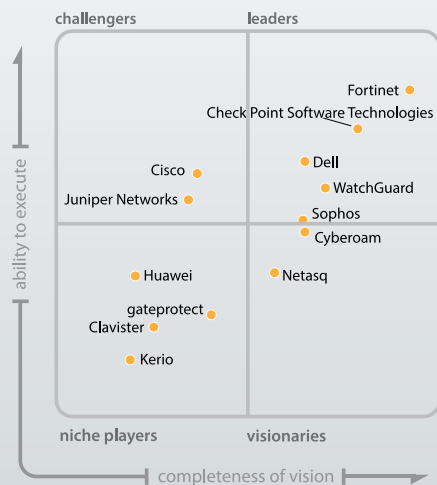 challengers
leaders
Fortinet
Check Point Software Technologies
Dell
Cisco
WatchGuard
Juniper Networks
Sophos
Cyberoam
Huawei
Netasq
gateprotect
Clavister
Kerio
niche players
visionaries
ability to execute
completeness of vision